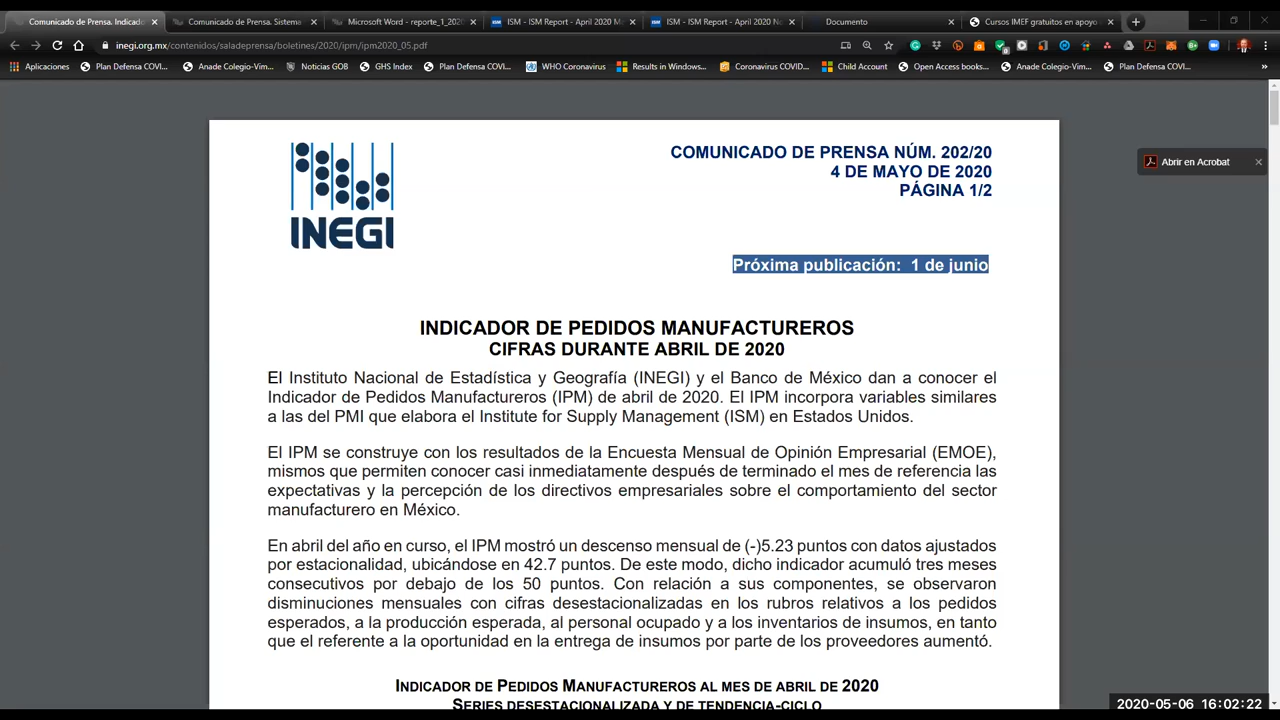 Comunicado de Prensa. Indicado
Comunicado de Prensa. Sistema
Microsoft Word - reporte_1_2020
ISM - ISM Report - April 2020 M
ISM - ISM Report - April 2020 No
Documento
Cursos IMEF gratuitos en apoyo
inegi.org.mx/contenidos/saladeprensa/boletines/2020/ipm/ipm2020_05.pdf
Aplicaciones
Plan Defensa COVI...
Anade Colegio-Vim...
Noticias GOB
GHS Index
Plan Defensa COVI...
WHO Coronavirus
Results in Windows...
Coronavirus COVID...
Child Account
Open Access books...
Anade Colegio-Vim...
Plan Defensa COVI...
»
COMUNICADO DE PRENSA NÚM. 202/20
4 DE MAYO DE 2020
PÁGINA 1/2
Abrir en Acrobat
INEGI
Próxima publicación: 1 de junio
INDICADOR DE PEDIDOS MANUFACTUREROS
CIFRAS DURANTE ABRIL DE 2020
El Instituto Nacional de Estadística y Geografía (INEGI) y el Banco de México dan a conocer el
Indicador de Pedidos Manufactureros (IPM) de abril de 2020. El IPM incorpora variables similares
a las del PMI que elabora el Institute for Supply Management (ISM) en Estados Unidos.
El IPM se construye con los resultados de la Encuesta Mensual de Opinión Empresarial (EMOE),
mismos que permiten conocer casi inmediatamente después de terminado el mes de referencia las
expectativas y la percepción de los directivos empresariales sobre el comportamiento del sector
manufacturero en México.
En abril del año en curso, el IPM mostró un descenso mensual de (-)5.23 puntos con datos ajustados
por estacionalidad, ubicándose en 42.7 puntos. De este modo, dicho indicador acumuló tres meses
consecutivos por debajo de los 50 puntos. Con relación a sus componentes, se observaron
disminuciones mensuales con cifras desestacionalizadas en los rubros relativos a los pedidos
esperados, a la producción esperada, al personal ocupado y a los inventarios de insumos, en tanto
que el referente a la oportunidad en la entrega de insumos por parte de los proveedores aumentó.
INDICADOR DE PEDIDOS MANUFACTUREROS AL MES DE ABRIL DE 2020
SERIES DESESTACIONALIZADA Y DE TENDENCIA-CICLO
2020-05-06 16:02:22